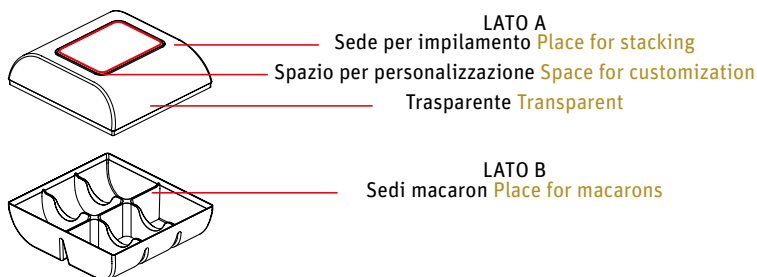 LATO A
Sede per impilamento Place for stacking
Spazio per personalizzazione Space for customization
Trasparente Transparent
LATO B
Sedi macaron Place for macarons